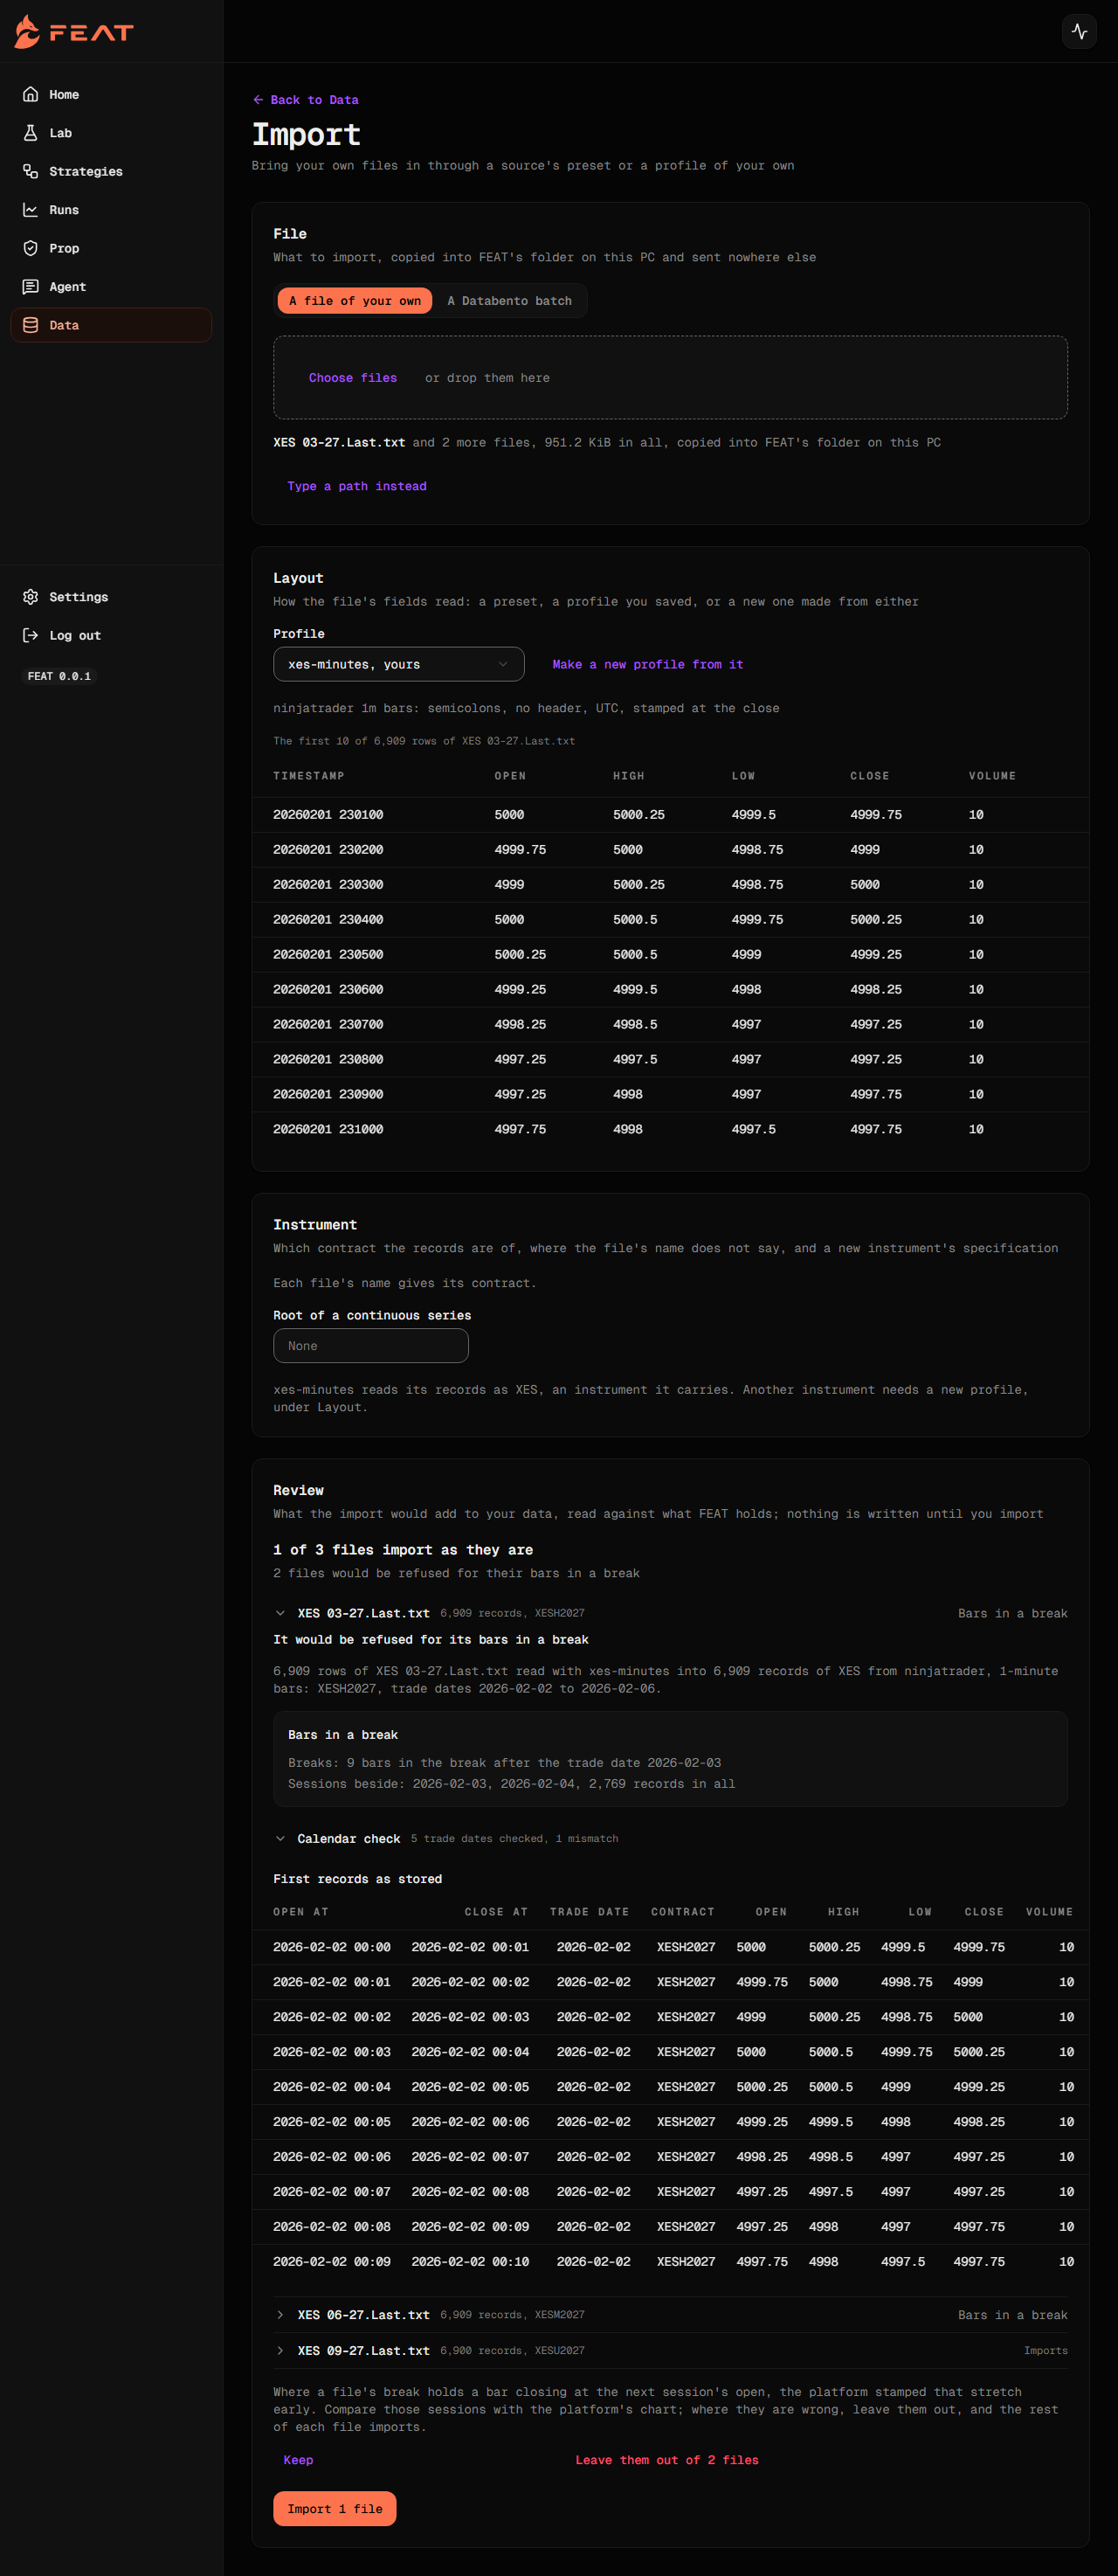 FEAT
Home
Lab
Strategies
Runs
Prop
Agent
Data
Settings
Log out
FEAT 0.0.1
Back to Data
Import
Bring your own files in through a source's preset or a profile of your own
File
What to import, copied into FEAT's folder on this PC and sent nowhere else
A file of your own A Databento batch
Choose files or drop them here
XES 03-27.Last.txt and 2 more files, 951.2 KiB in all, copied into FEAT's folder on this PC
Type a path instead
Layout
How the file's fields read: a preset, a profile you saved, or a new one made from either
Profile
xes-minutes, yours Make a new profile from it
ninjatrader 1m bars: semicolons, no header, UTC, stamped at the close
The first 10 of 6,909 rows of XES 03-27.Last.txt
TIMESTAMP OPEN HIGH LOW CLOSE VOLUME
20260201 230100 5000 5000.25 4999.5 4999.75 10
20260201 230200 4999.75 5000 4998.75 4999 10
20260201 230300 4999 5000.25 4998.75 5000 10
20260201 230400 5000 5000.5 4999.75 5000.25 10
20260201 230500 5000.25 5000.5 4999 4999.25 10
20260201 230600 4999.25 4999.5 4998 4998.25 10
20260201 230700 4998.25 4998.5 4997 4997.25 10
20260201 230800 4997.25 4997.5 4997 4997.25 10
20260201 230900 4997.25 4998 4997 4997.75 10
20260201 231000 4997.75 4998 4997.5 4997.75 10
Instrument
Which contract the records are of, where the file's name does not say, and a new instrument's specification
Each file's name gives its contract.
Root of a continuous series
None
xes-minutes reads its records as XES, an instrument it carries. Another instrument needs a new profile,
under Layout.
Review
What the import would add to your data, read against what FEAT holds; nothing is written until you import
1 of 3 files import as they are
2 files would be refused for their bars in a break
XES 03-27.Last.txt 6,909 records, XESH2027 Bars in a break
It would be refused for its bars in a break
6,909 rows of XES 03-27.Last.txt read with xes-minutes into 6,909 records of XES from ninjatrader, 1-minute
bars: XESH2027, trade dates 2026-02-02 to 2026-02-06.
Bars in a break
Breaks: 9 bars in the break after the trade date 2026-02-03
Sessions beside: 2026-02-03, 2026-02-04, 2,769 records in all
Calendar check 5 trade dates checked, 1 mismatch
First records as stored
OPEN AT CLOSE AT TRADE DATE CONTRACT OPEN HIGH LOW CLOSE VOLUME
2026-02-02 00:00 2026-02-02 00:01 2026-02-02 XESH2027 5000 5000.25 4999.5 4999.75 10
2026-02-02 00:01 2026-02-02 00:02 2026-02-02 XESH2027 4999.75 5000 4998.75 4999 10
2026-02-02 00:02 2026-02-02 00:03 2026-02-02 XESH2027 4999 5000.25 4998.75 5000 10
2026-02-02 00:03 2026-02-02 00:04 2026-02-02 XESH2027 5000 5000.5 4999.75 5000.25 10
2026-02-02 00:04 2026-02-02 00:05 2026-02-02 XESH2027 5000.25 5000.5 4999 4999.25 10
2026-02-02 00:05 2026-02-02 00:06 2026-02-02 XESH2027 4999.25 4999.5 4998 4998.25 10
2026-02-02 00:06 2026-02-02 00:07 2026-02-02 XESH2027 4998.25 4998.5 4997 4997.25 10
2026-02-02 00:07 2026-02-02 00:08 2026-02-02 XESH2027 4997.25 4997.5 4997 4997.25 10
2026-02-02 00:08 2026-02-02 00:09 2026-02-02 XESH2027 4997.25 4998 4997 4997.75 10
2026-02-02 00:09 2026-02-02 00:10 2026-02-02 XESH2027 4997.75 4998 4997.5 4997.75 10
XES 06-27.Last.txt 6,909 records, XESM2027 Bars in a break
XES 09-27.Last.txt 6,900 records, XESU2027 Imports
Where a file's break holds a bar closing at the next session's open, the platform stamped that stretch
early. Compare those sessions with the platform's chart; where they are wrong, leave them out, and the rest
of each file imports.
Keep Leave them out of 2 files
Import 1 file